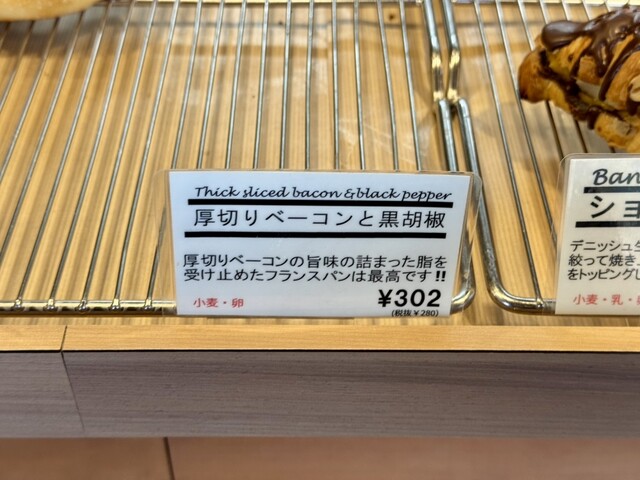 Thick sliced bacon &black pepper
厚切りベーコンと黒胡椒
厚切りベーコンの旨味の詰まった脂を
受け止めたフランスパンは最高です!!
小麦・卵
¥302
(税抜¥280)
Ban
ショ
デニッシュ
絞って焼き
をトッピングし
小麦・乳・